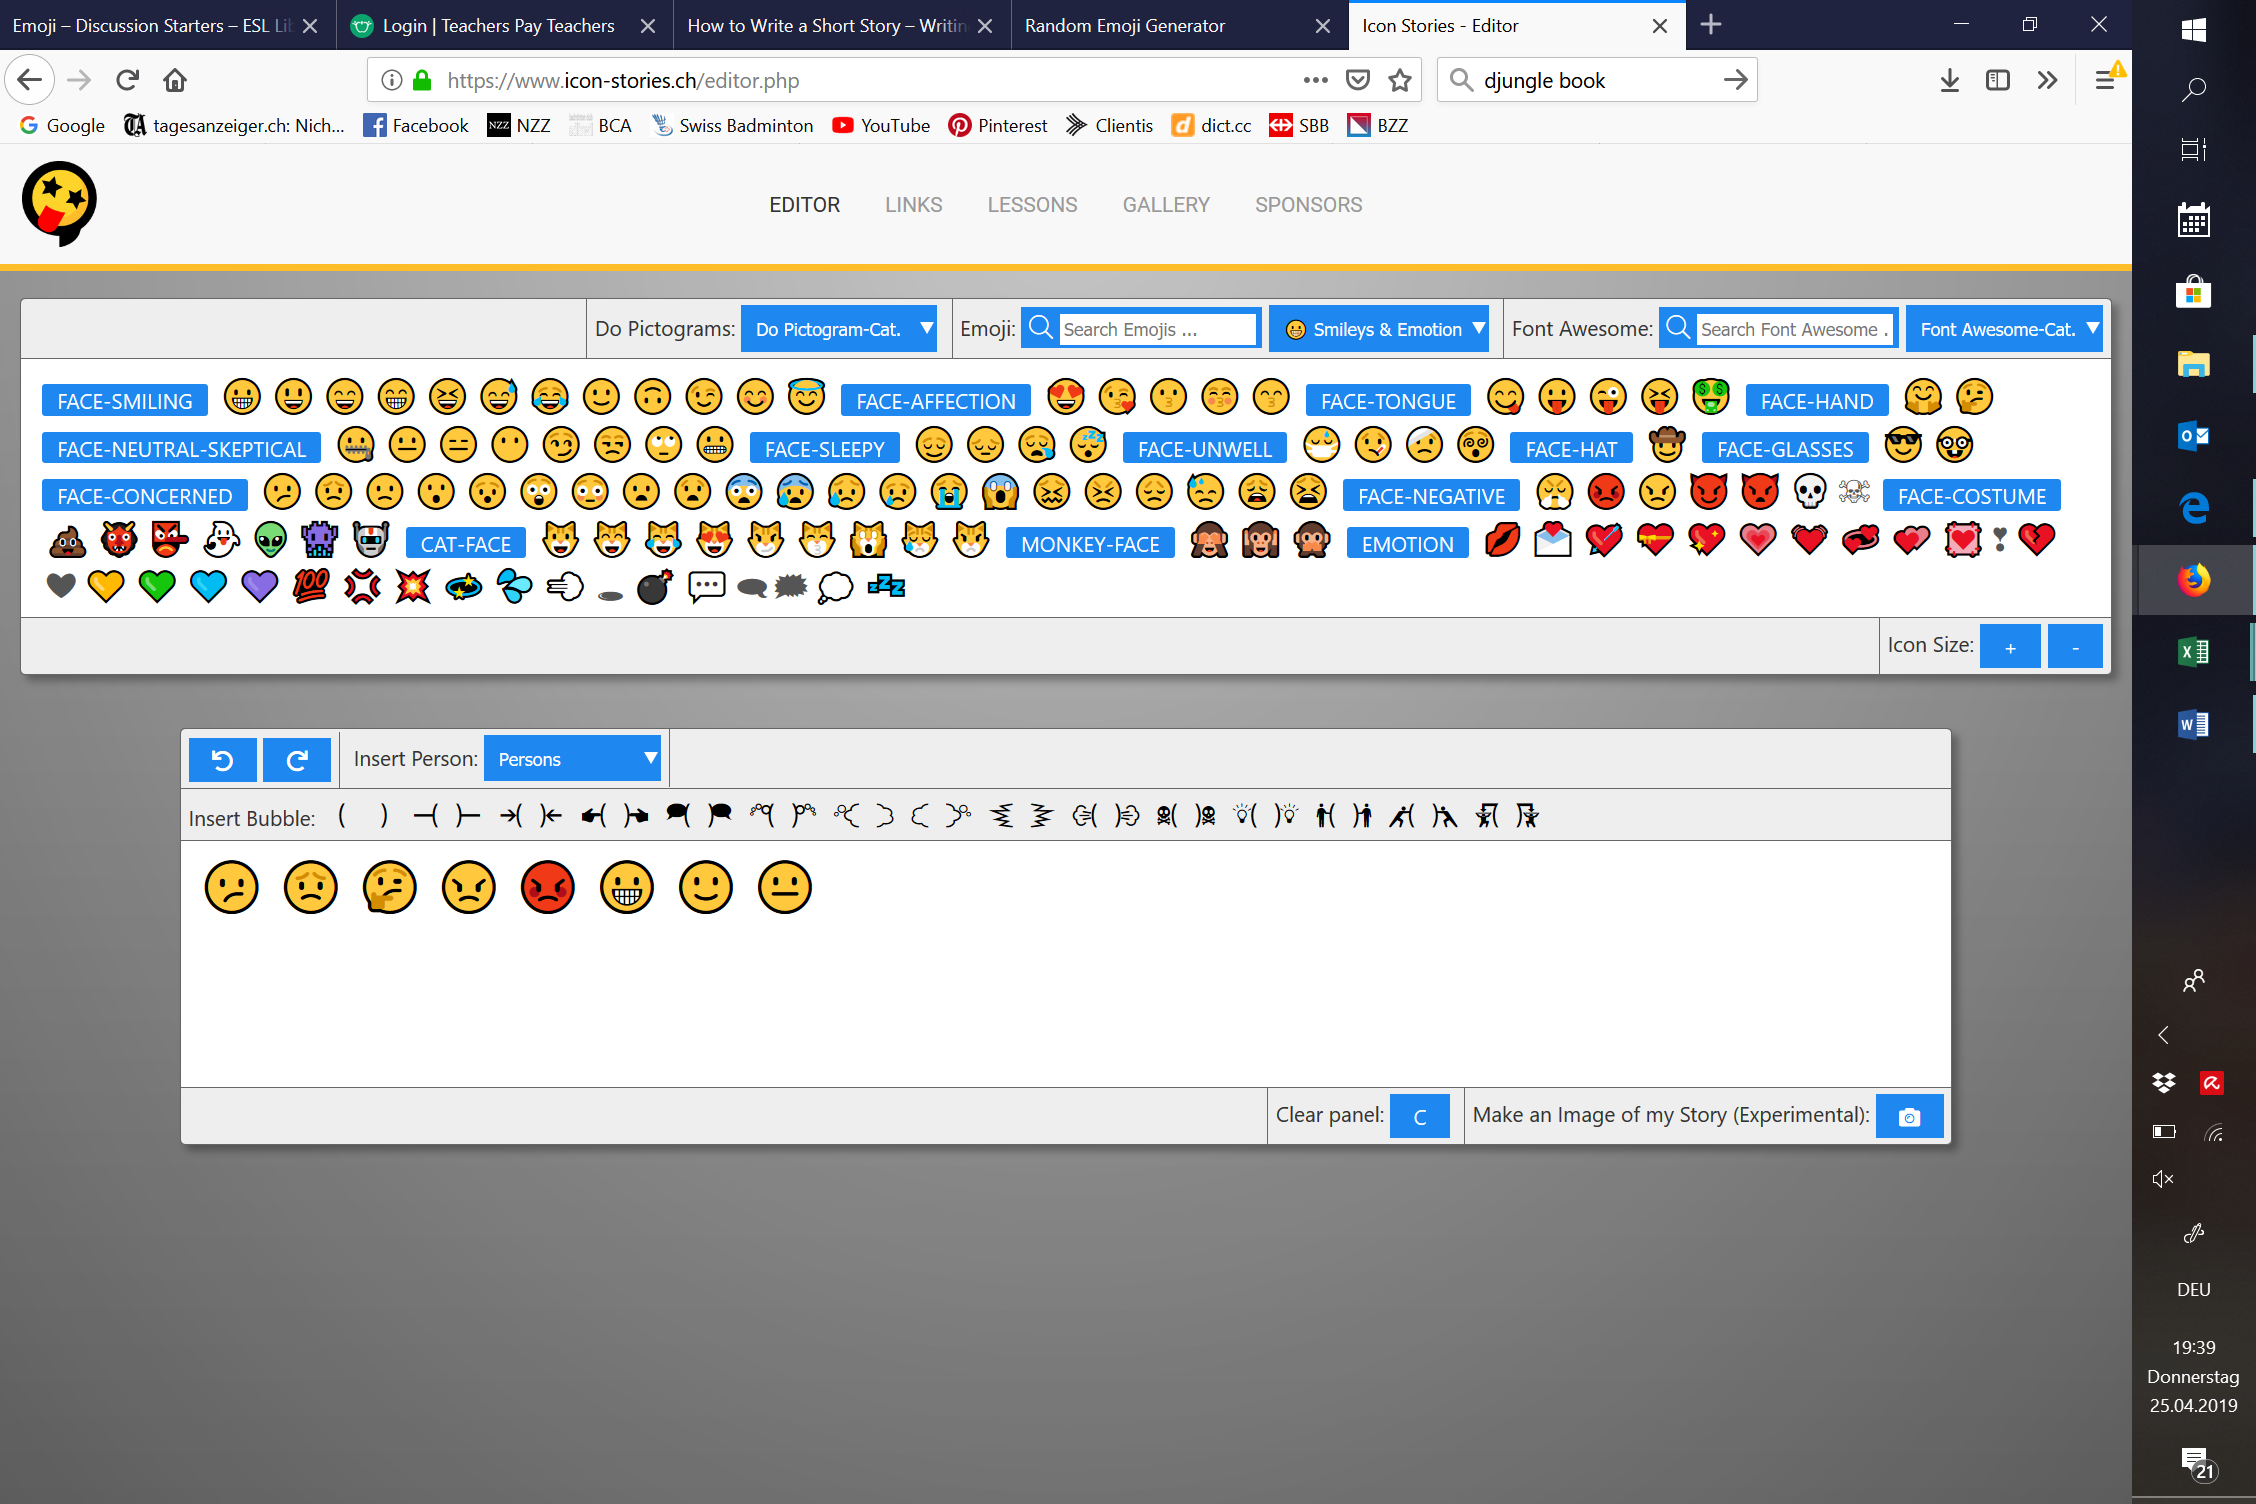 Emoji – Discussion Starters – ESL Lib
Login | Teachers Pay Teachers
How to Write a Short Story – Writin
Random Emoji Generator
Icon Stories - Editor
https://www.icon-stories.ch/editor.php
djungle book
Google
tagesanzeiger.ch: Nich...
Facebook
NZZ NZZ
BCA
Swiss Badminton
YouTube
Pinterest
Clientis
dict.cc
SBB
BZZ
EDITOR LINKS LESSONS GALLERY SPONSORS
Do Pictograms: Do Pictogram-Cat. Emoji: Search Emojis ... Smileys & Emotion Font Awesome: Search Font Awesome . Font Awesome-Cat.
FACE-SMILING FACE-AFFECTION FACE-TONGUE FACE-HAND
FACE-NEUTRAL-SKEPTICAL FACE-SLEEPY FACE-UNWELL FACE-HAT FACE-GLASSES
FACE-CONCERNED FACE-NEGATIVE FACE-COSTUME
CAT-FACE MONKEY-FACE EMOTION
100 zZz
Icon Size: + -
Insert Person: Persons
Insert Bubble:
Clear panel: C Make an Image of my Story (Experimental):
DEU
19:39
Donnerstag
25.04.2019
21